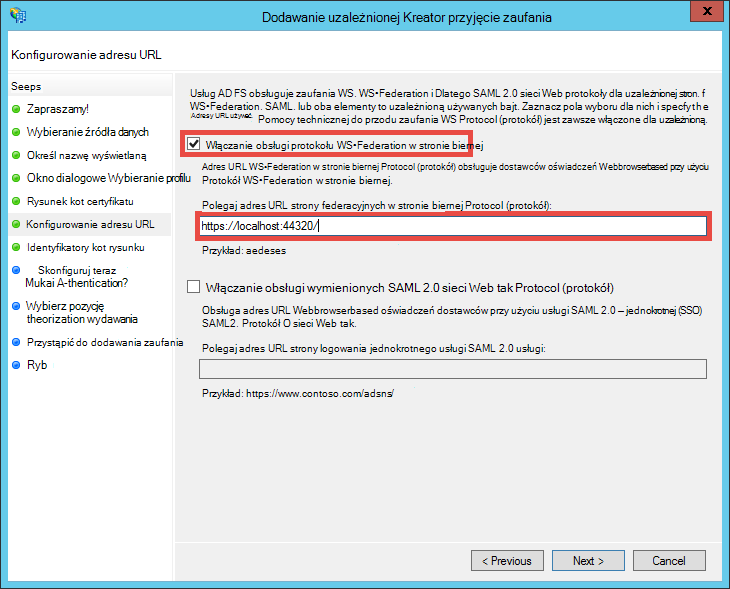 Dodawanie uzależnionej Kreator przyjęcie zaufania
X
Konfigurowanie adresu URL
Seeps
Zapraszamy!
Wybieranie źródła danych
Określ nazwę wyświetlaną
Okno dialogowe Wybieranie profilu
Rysunek kot certyfikatu
Konfigurowanie adresu URL
Identyfikatory kot rysunku
Skonfiguruj teraz
Mukai A-thentication?
Wybierz pozycję
theorization wydawania
Przystąpić do dodawania zaufania
Ryb
Usług AD FS obsługuje zaufania WS. WS•Federation i Dlatego SAML 2.0 sieci Web protokoły dla uzależnionej stron. f
WS•Federation. SAML. lub oba elementy to uzależnioną używanych bajt. Zaznacz pola wyboru dla nich i specfy th e
Adresy URL używać. Pomocy technicznej do przodu zaufania WS Protocol (protokół) jest zawsze włączone dla uzależnioną.
Włączanie obsługi protokołu WS•Federation w stronie biernej
Adres URL WS•Federation w stronie biernej Protocol (protokół) obsługuje dostawców oświadczeń Webbrowserbased przy użyciu
Protokół WS•Federation w stronie biernej.
Polegaj adres URL strony federacyjnych w stronie biernej Protocol (protokół):
https://localhost:44320/
Przykład: aedeses
Włączanie obsługi wymienionych SAML 2.0 sieci Web tak Protocol (protokół)
Obsługa adres URL Webbrowserbased oświadczeń dostawców przy użyciu usługi SAML 2.0 – jednokrotnej (SSO)
SAML2. Protokół O sieci Web tak.
Polegaj adres URL strony logowania jednokrotnego usługi SAML 2.0 usługi:
Przykład: https://www.contoso.com/adsns/
< Previous
Next >
Cancel